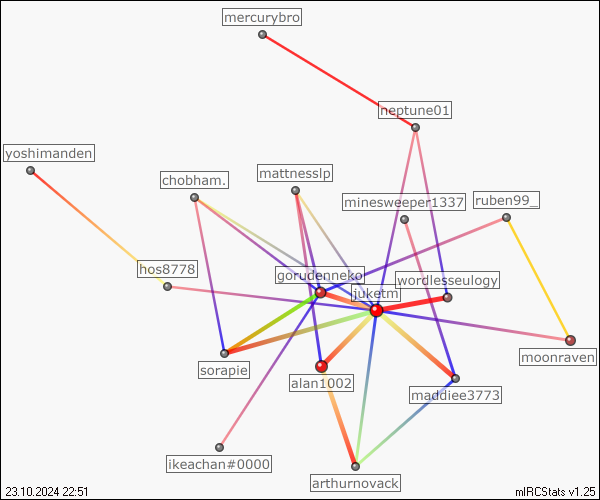 mercurybro
neptune01
yoshimanden
mattnesslp
chobham.
minesweeper1337
ruben99_
hos8778
gorudenneko
wordlesseulogy
juketm
moonraven
sorapie
alan1002
maddiee3773
ikeachan#0000
arthurnovack
23.10.2024 22:51
mIRCStats v1.25